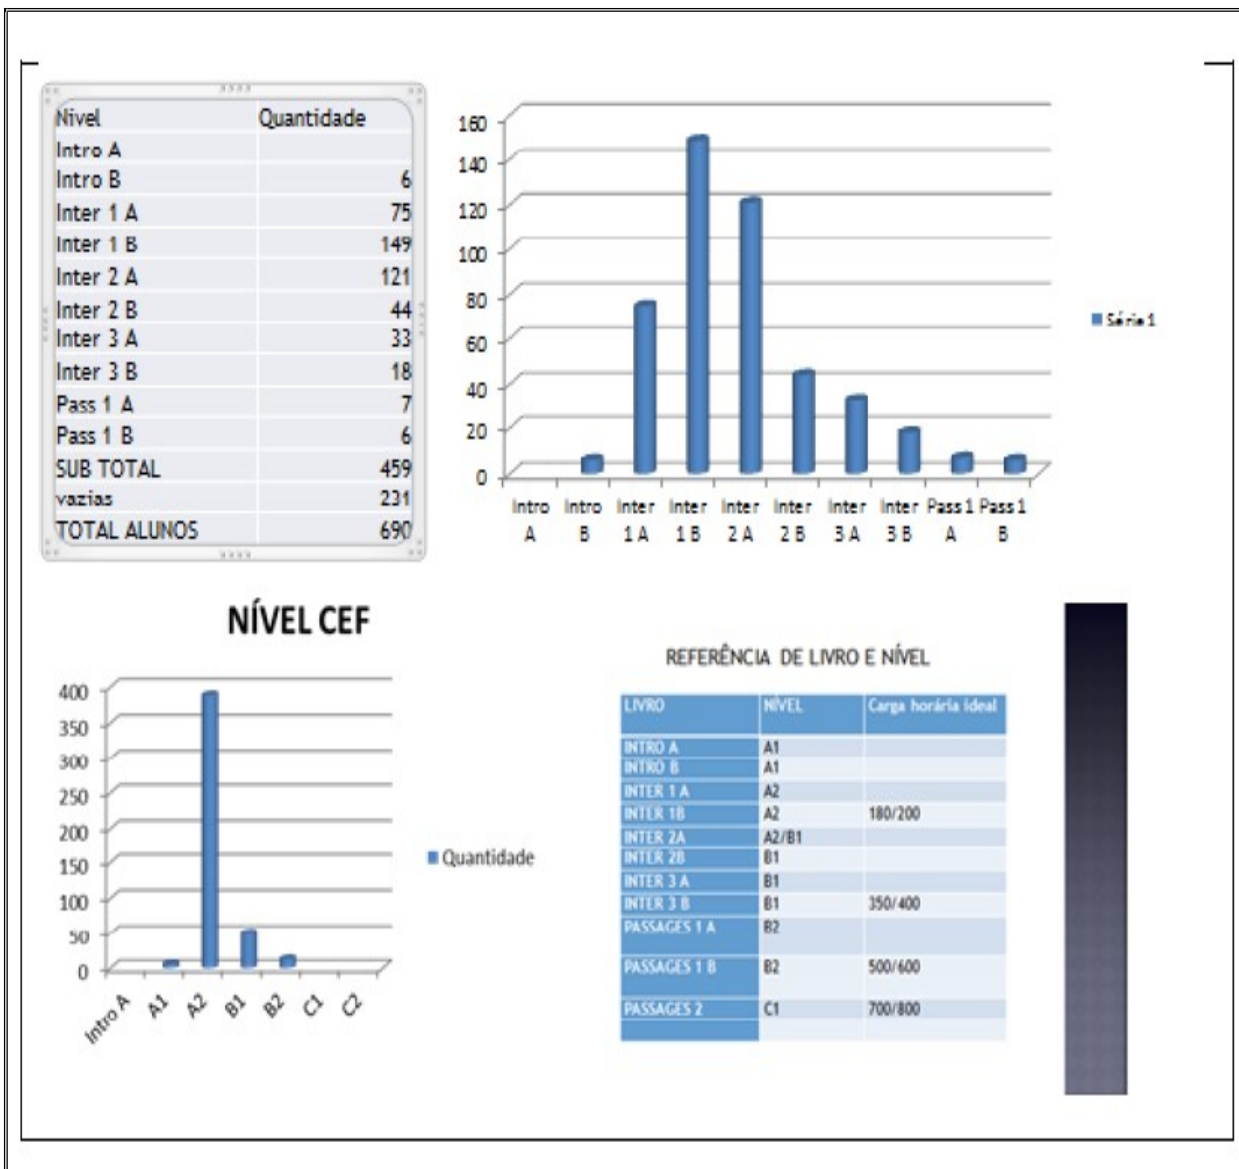 Nivel Quantidade
Intro A
Intro B 6
Inter 1 A 75
Inter 1 B 149
Inter 2 A 121
Inter 2 B 44
Inter 3 A 33
Inter 3 B 18
Pass 1 A 7
Pass 1 B 6
SUB TOTAL 459
vazias 231
TOTAL ALUNOS 690
160
140
120
100
80
60
40
20
0
Intro Intro Inter Inter Inter Inter Inter Inter Pass 1 Pass 1
A B 1 A 1 B 2 A 2 B 3 A 3 B A B
Série 1
NÍVEL CEF
400
350
300
250
200
150
100
50
0
Intro A A1 A2 B1 B2 C1 C2
Quantidade
REFERÊNCIA DE LIVRO E NÍVEL
LIVRO NÍVEL Carga horária ideal
INTRO A A1
INTRO B A1
INTER 1 A A2
INTER 1B A2 180/200
INTER 2A A2/B1
INTER 2B B1
INTER 3 A B1
INTER 3 B B1 350/400
PASSAGES 1 A B2
PASSAGES 1 B B2 500/600
PASSAGES 2 C1 700/800